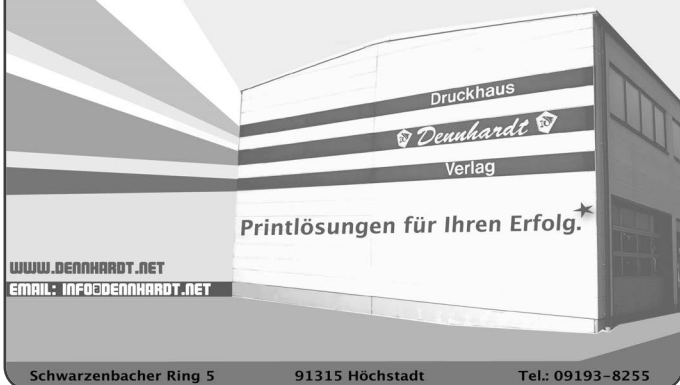 Druckhaus
Dennhardt
Verlag
Printlösungen für Ihren Erfolg.
WWW.DENNHARDT.NET
EMAIL: INFO@DENNHARDT.NET
Schwarzenbacher Ring 5 91315 Höchstadt Tel.: 09193-8255